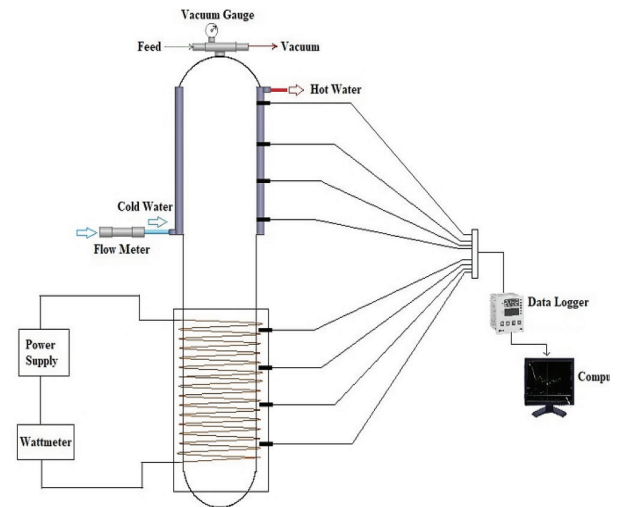 Vacuum Gauge
Feed
Vacuum
Hot Water
Cold Water
Flow Meter
Data Logger
Power
Supply
Compu
Wattmeter